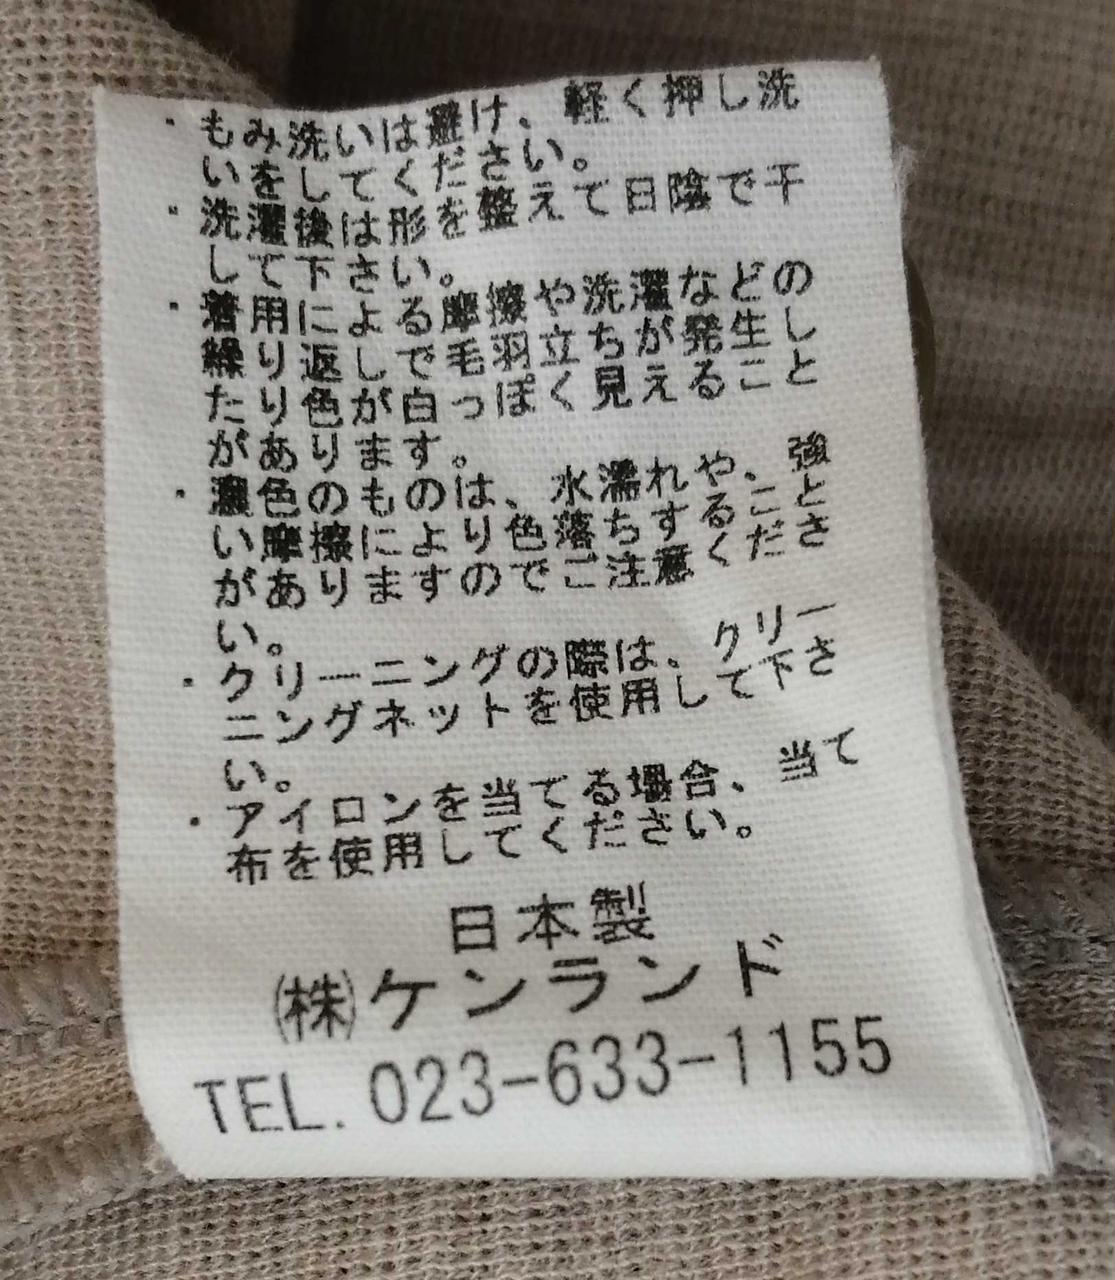 ・もみ洗いは避け、軽く押し洗
いをしてください。
・洗濯後は形を整えて日陰で干
して下さい。
・着用による摩擦や洗濯などの
繰り返しで毛羽立ちが発生し
たり色が白っぽく見えること
があります。
・濃色のものは、水濡れや、強
い摩擦により色落ちすること
がありますのでご注意くださ
い。
・クリーニングの際は、クリー
ニングネットを使用して下さ
い。
・アイロンを当てる場合、当て
布を使用してください。
日本製
㈱ケンランド
TEL. 023-633-1155